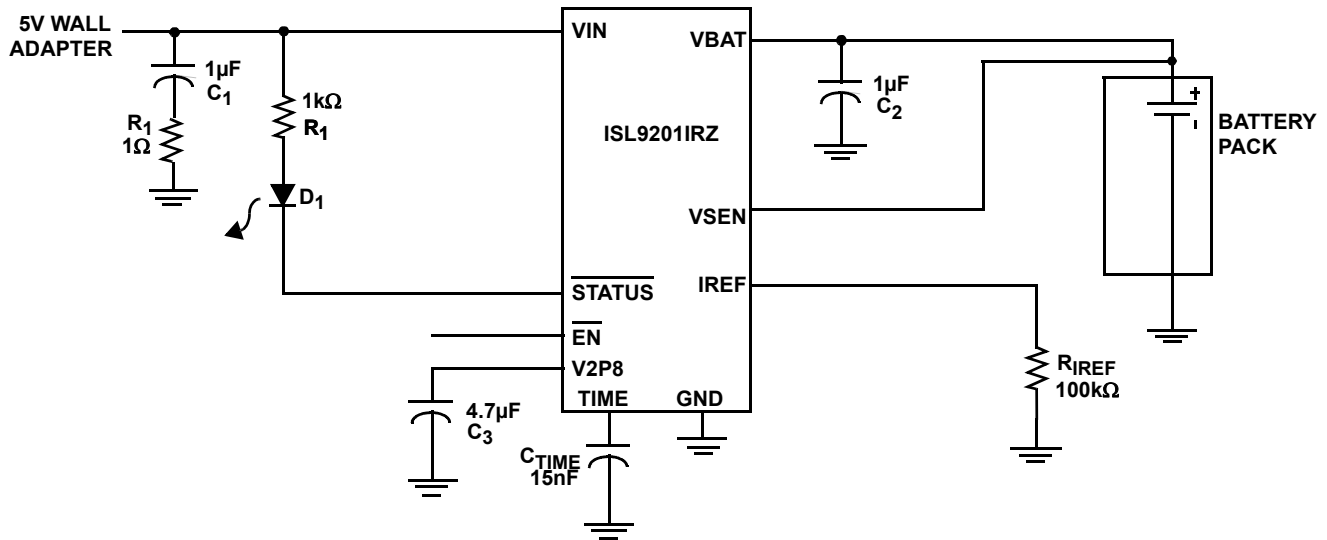 5V WALL
ADAPTER
1µF
C1
R1
1Ω
1kΩ
R1
D1
VIN
VBAT
ISL9201IRZ
VSEN
STATUS
IREF
EN
V2P8
TIME
GND
1µF
C2
+
-
BATTERY
PACK
4.7µF
C3
CTIME
15nF
RIREF
100kΩ